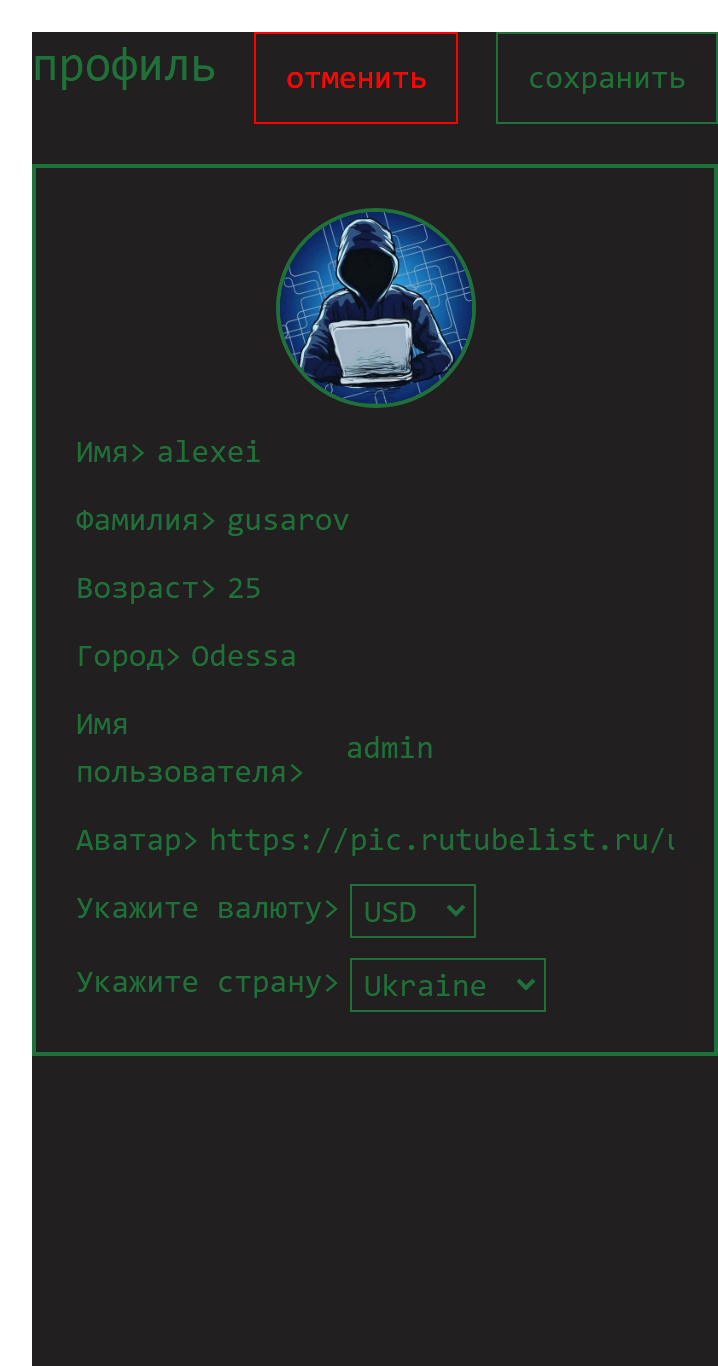 профиль отменить сохранить
Имя> alexei
Фамилия> gusarov
Возраст> 25
Город> Odessa
Имя
пользователя> admin
Аватар> https://pic.rutubelist.ru/
Укажите валюту> USD
Укажите страну> Ukraine